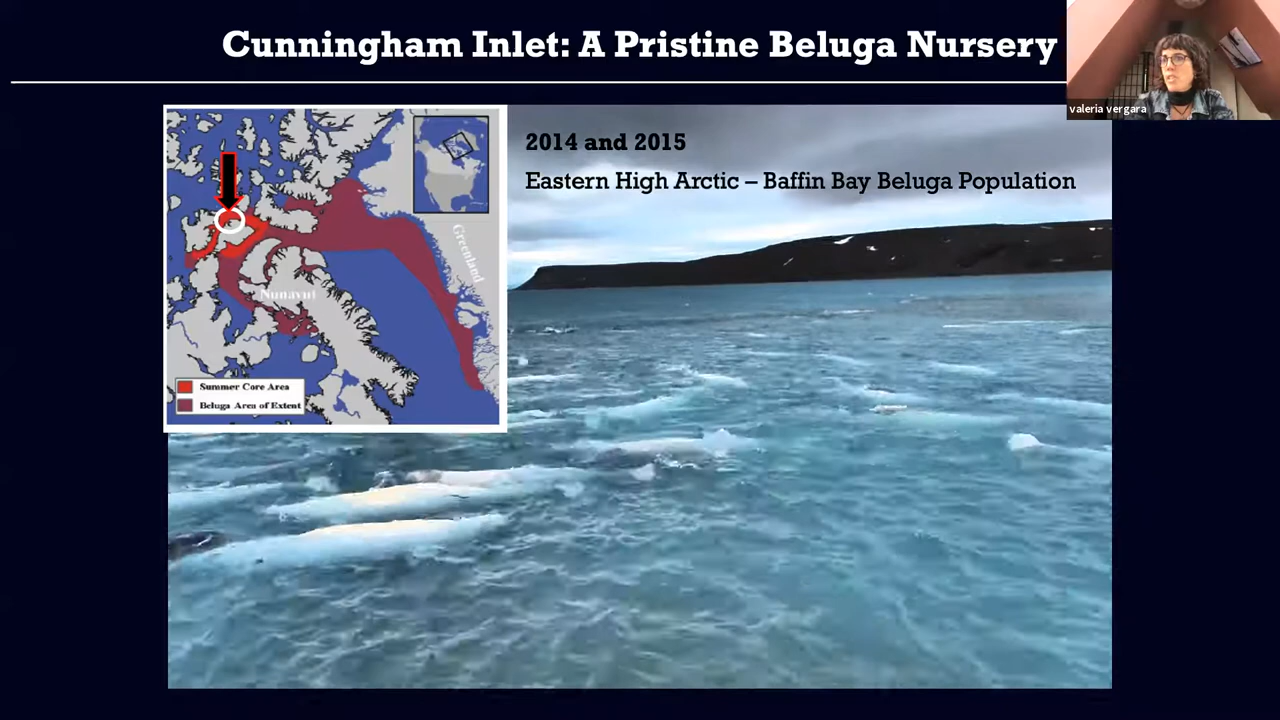 Cunningham Inlet: A Pristine Beluga Nursery
valeria vergara
2014 and 2015
Eastern High Arctic – Baffin Bay Beluga Population
Greenland
Nunavut
Summer Core Area
Beluga Area of Extent